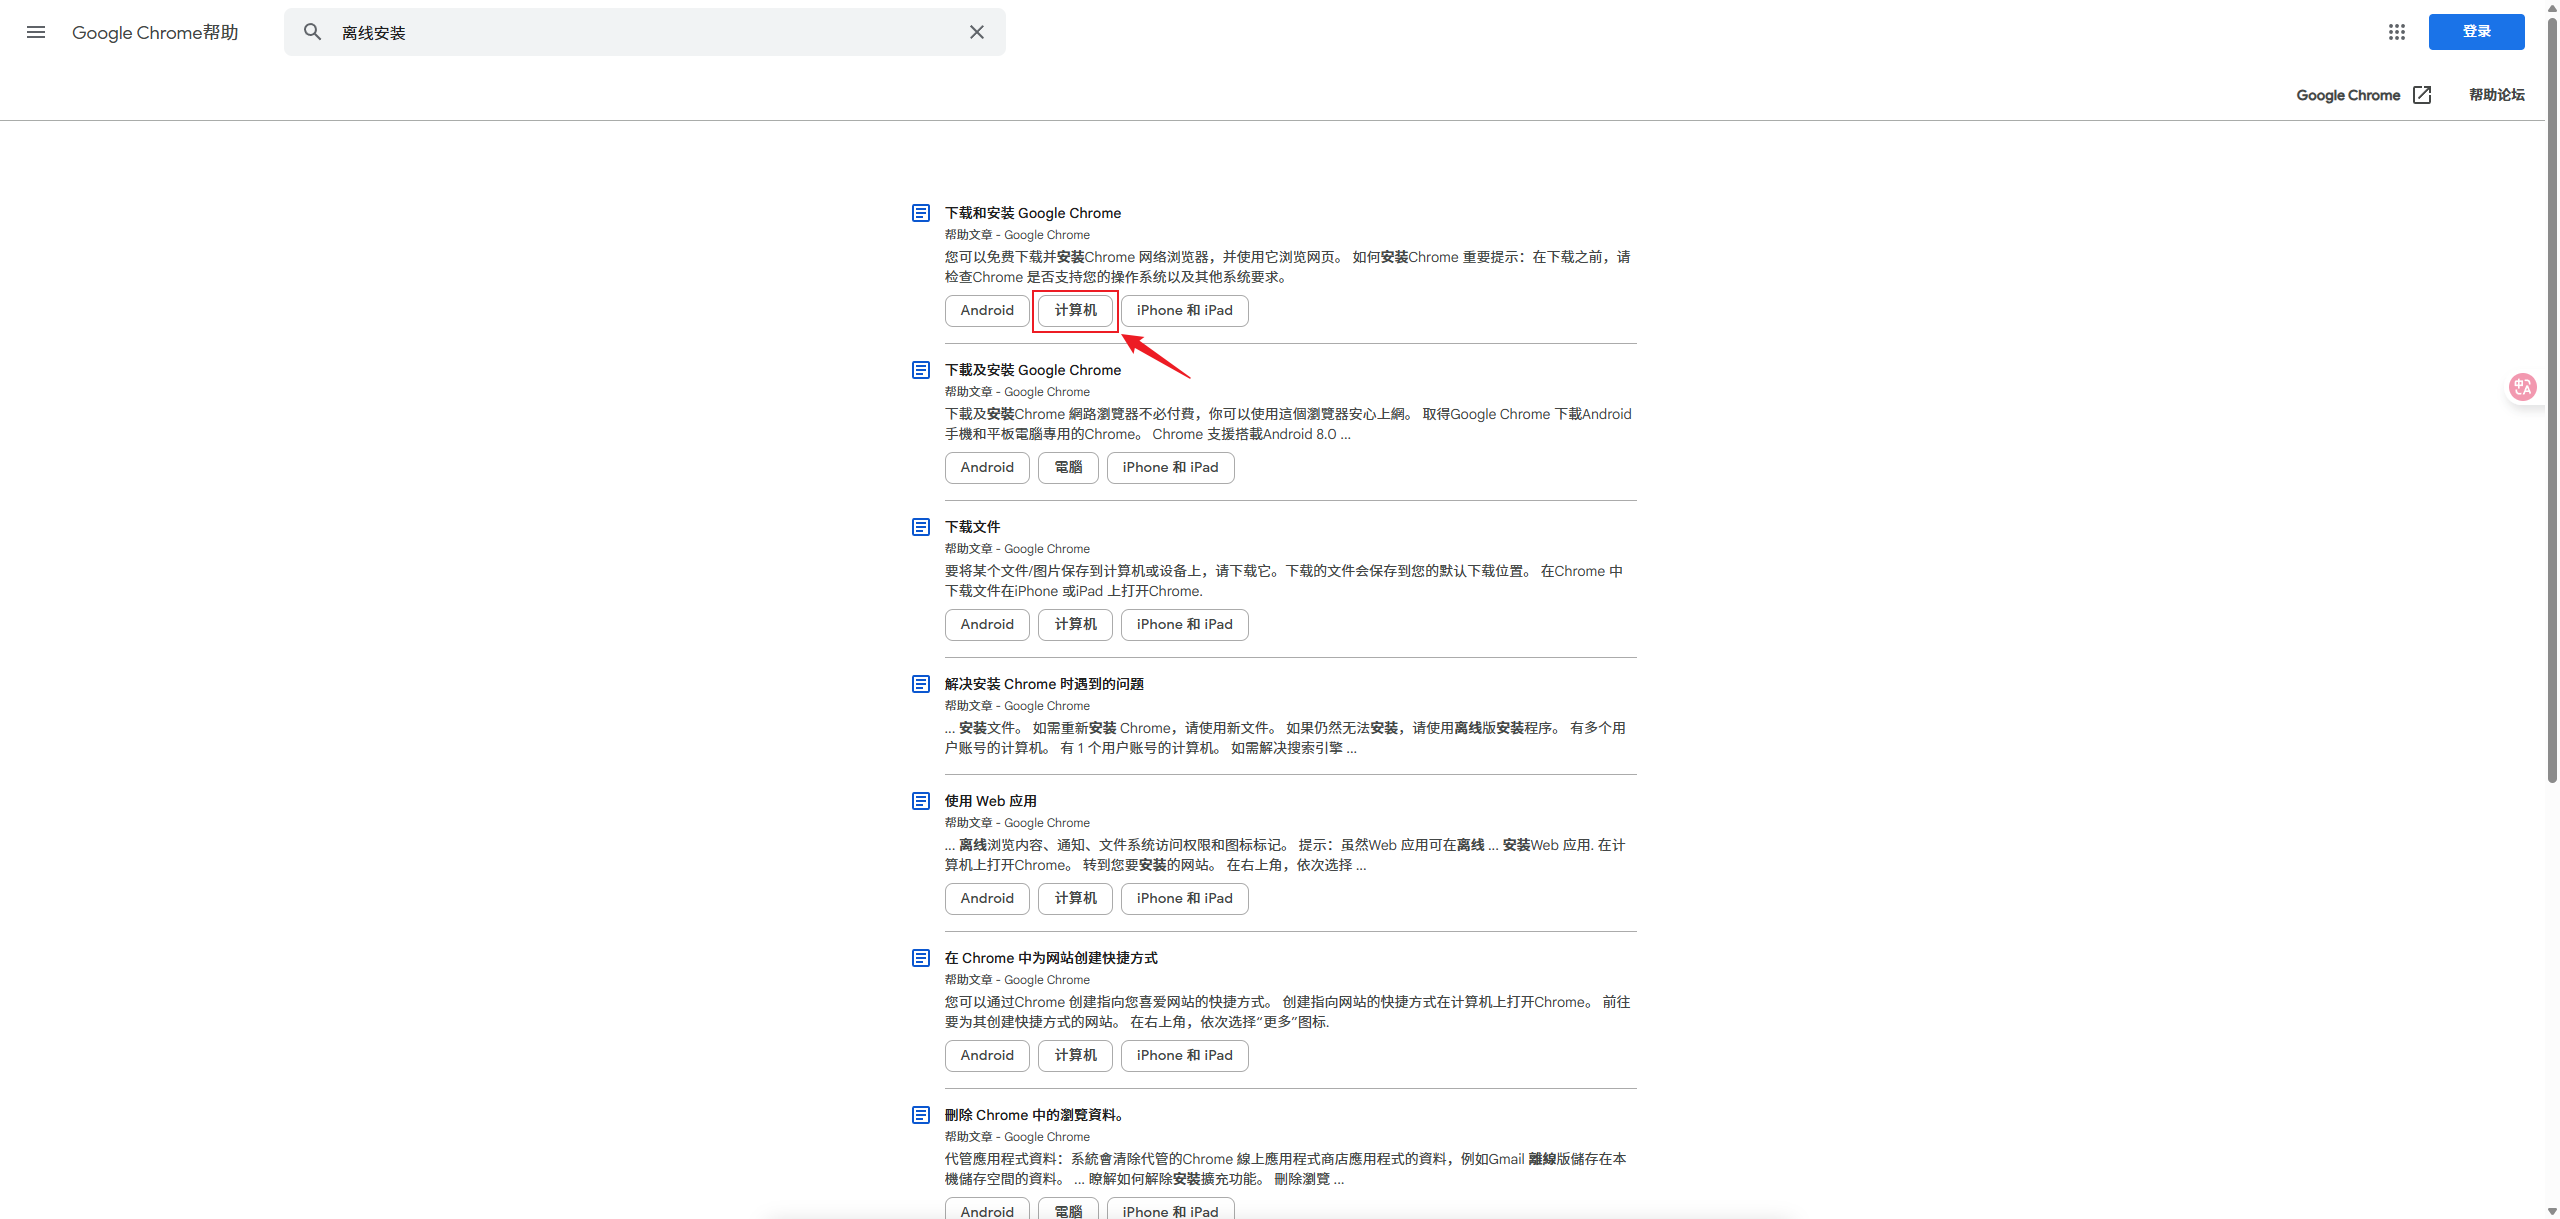 Google Chrome帮助
离线安装
登录
Google Chrome
帮助论坛
下载和安装 Google Chrome
帮助文章 - Google Chrome
您可以免费下载并安装Chrome 网络浏览器，并使用它浏览网页。 如何安装Chrome 重要提示：在下载之前，请
检查Chrome 是否支持您的操作系统以及其他系统要求。
Android 计算机 iPhone 和 iPad
下載及安裝 Google Chrome
帮助文章 - Google Chrome
下載及安裝Chrome 網路瀏覽器不必付費，你可以使用這個瀏覽器安心上網。 取得Google Chrome 下載Android
手機和平板電腦專用的Chrome。 Chrome 支援搭載Android 8.0 ...
Android 電腦 iPhone 和 iPad
下载文件
帮助文章 - Google Chrome
要将某个文件/图片保存到计算机或设备上，请下载它。下载的文件会保存到您的默认下载位置。 在Chrome 中
下载文件在iPhone 或iPad 上打开Chrome.
Android 计算机 iPhone 和 iPad
解决安装 Chrome 时遇到的问题
帮助文章 - Google Chrome
... 安装文件。 如需重新安装 Chrome，请使用新文件。 如果仍然无法安装，请使用离线版安装程序。 有多个用
户账号的计算机。 有 1 个用户账号的计算机。 如需解决搜索引擎 ...
使用 Web 应用
帮助文章 - Google Chrome
... 离线浏览内容、通知、文件系统访问权限和图标标记。 提示：虽然Web 应用可在离线 ... 安装Web 应用. 在计
算机上打开Chrome。 转到您要安装的网站。 在右上角，依次选择 ...
Android 计算机 iPhone 和 iPad
在 Chrome 中为网站创建快捷方式
帮助文章 - Google Chrome
您可以通过Chrome 创建指向您喜爱网站的快捷方式。 创建指向网站的快捷方式在计算机上打开Chrome。 前往
要为其创建快捷方式的网站。 在右上角，依次选择“更多”图标.
Android 计算机 iPhone 和 iPad
刪除 Chrome 中的瀏覽資料。
帮助文章 - Google Chrome
代管應用程式資料：系統會清除代管的Chrome 線上應用程式商店應用程式的資料，例如Gmail 離線版儲存在本
機儲存空間的資料。 ... 瞭解如何解除安裝擴充功能。 刪除瀏覽 ...
Android 電腦 iPhone 和 iPad